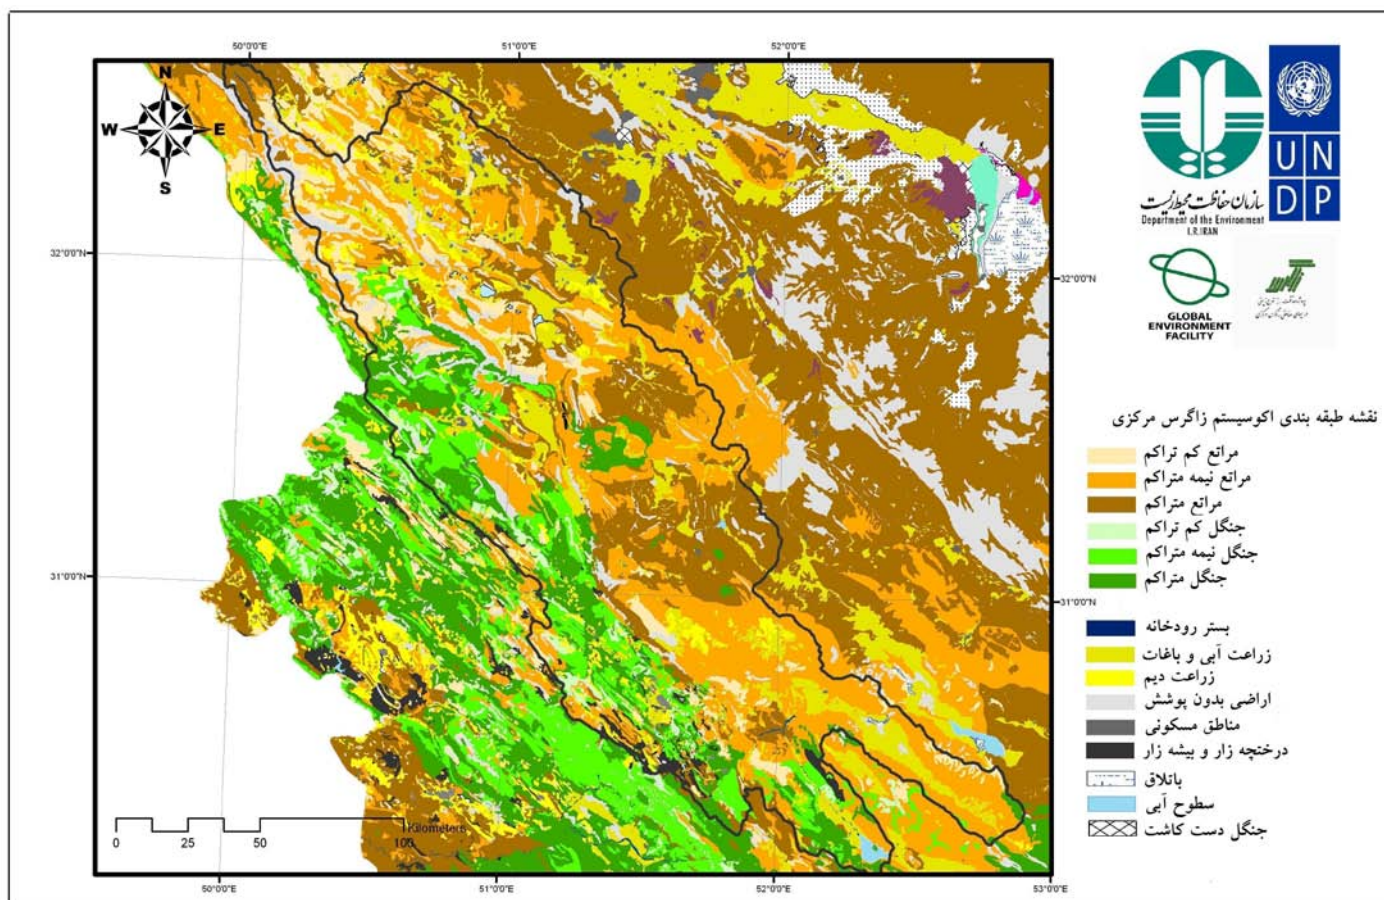 50°0'0"E 51°0'0"E 52°0'0"E
N
W E
S
32°0'0"N
31°0'0"N
32°0'0"N
31°0'0"N
0 25 50 100
Kilometers
50°0'0"E 51°0'0"E 52°0'0"E 53°0'0"E
سازمان حفاظت محیط زیست
Department of the Environment
I.R.IRAN
U N
D P
GLOBAL
ENVIRONMENT
FACILITY
نقشه طبقه بندی اکوسیستم زاگرس مرکزی
مراتع کم تراکم
مراتع نیمه متراکم
مراتع متراکم
جنگل کم تراکم
جنگل نیمه متراکم
جنگل متراکم
بستر رودخانه
زراعت آبی و باغات
زراعت دیم
اراضی بدون پوشش
مناطق مسکونی
درختچه زار و بیشه زار
باتلاق
سطوح آبی
جنگل دست کاشت